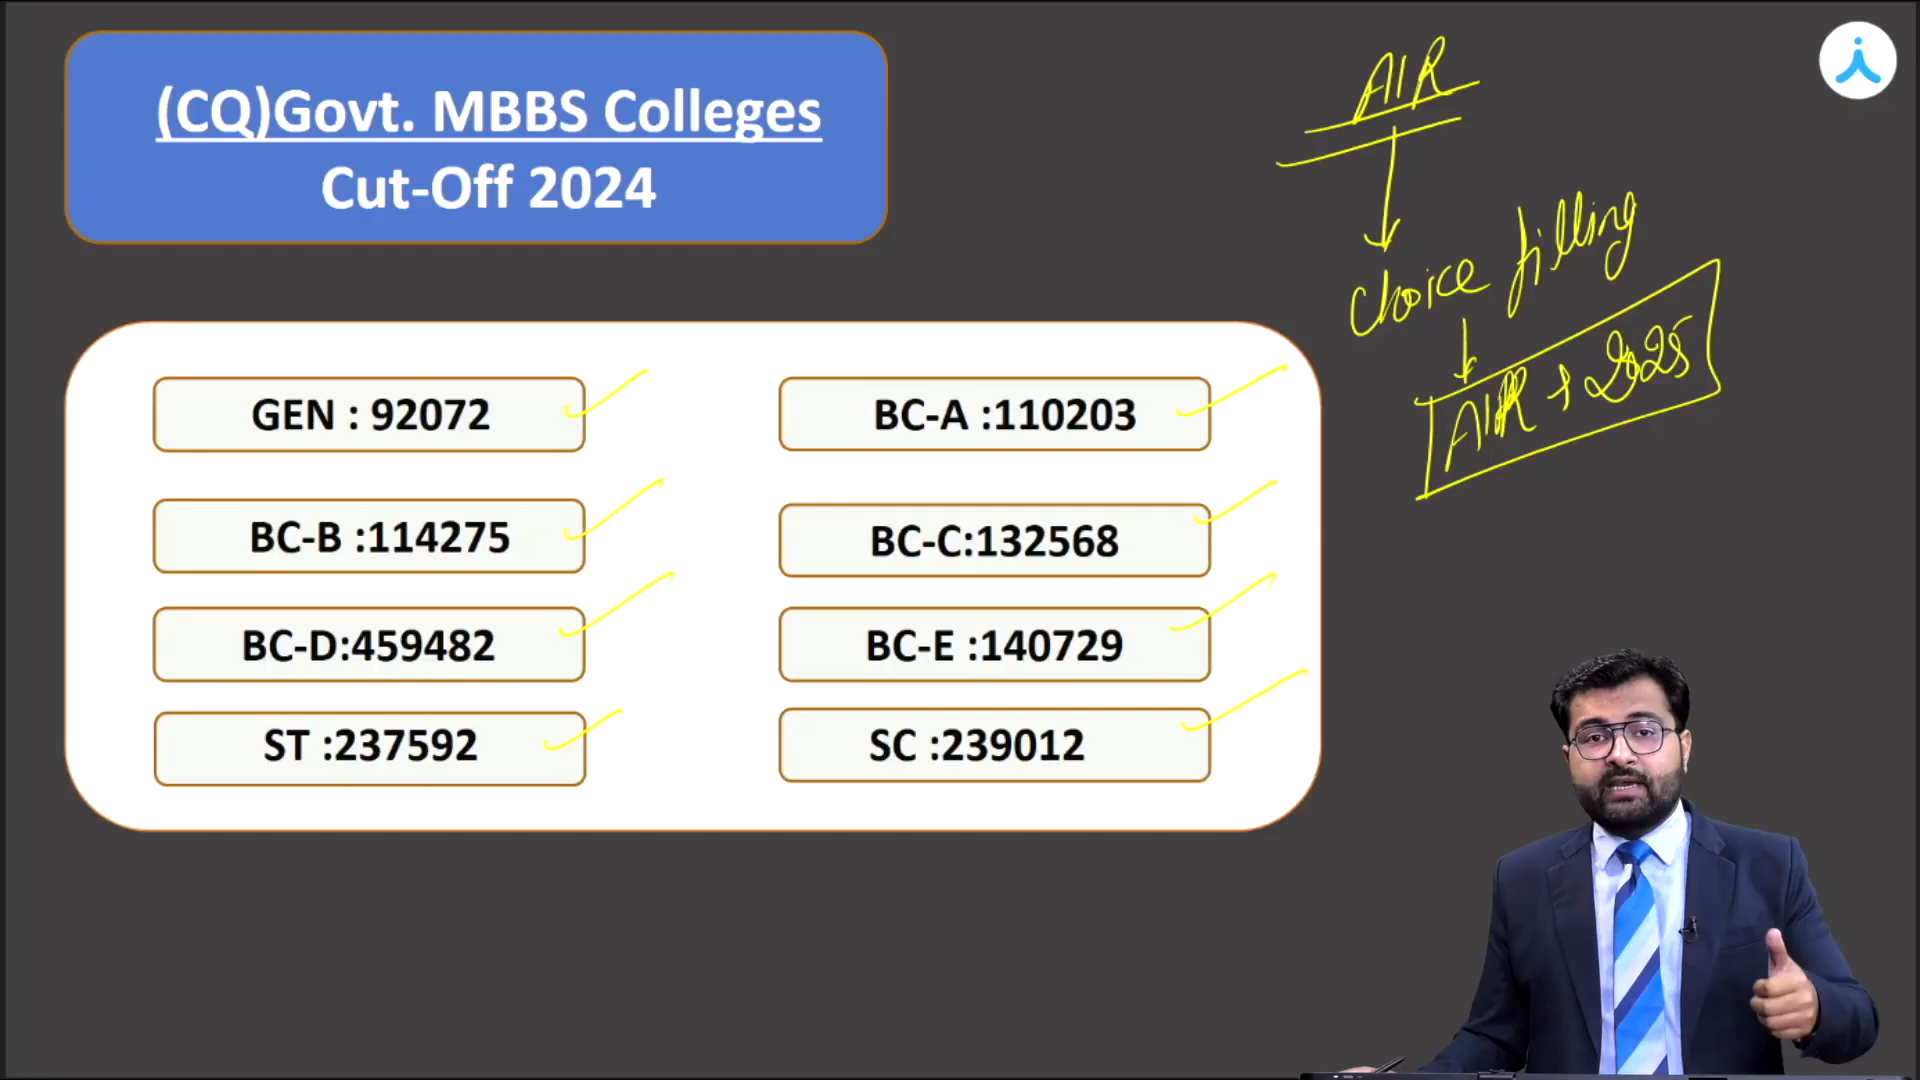 (CQ)Govt. MBBS Colleges
Cut-Off 2024
GEN : 92072
BC-A :110203
BC-B :114275
BC-C:132568
BC-D:459482
BC-E :140729
ST :237592
SC :239012
AIR
choice filling
AIR + 2025